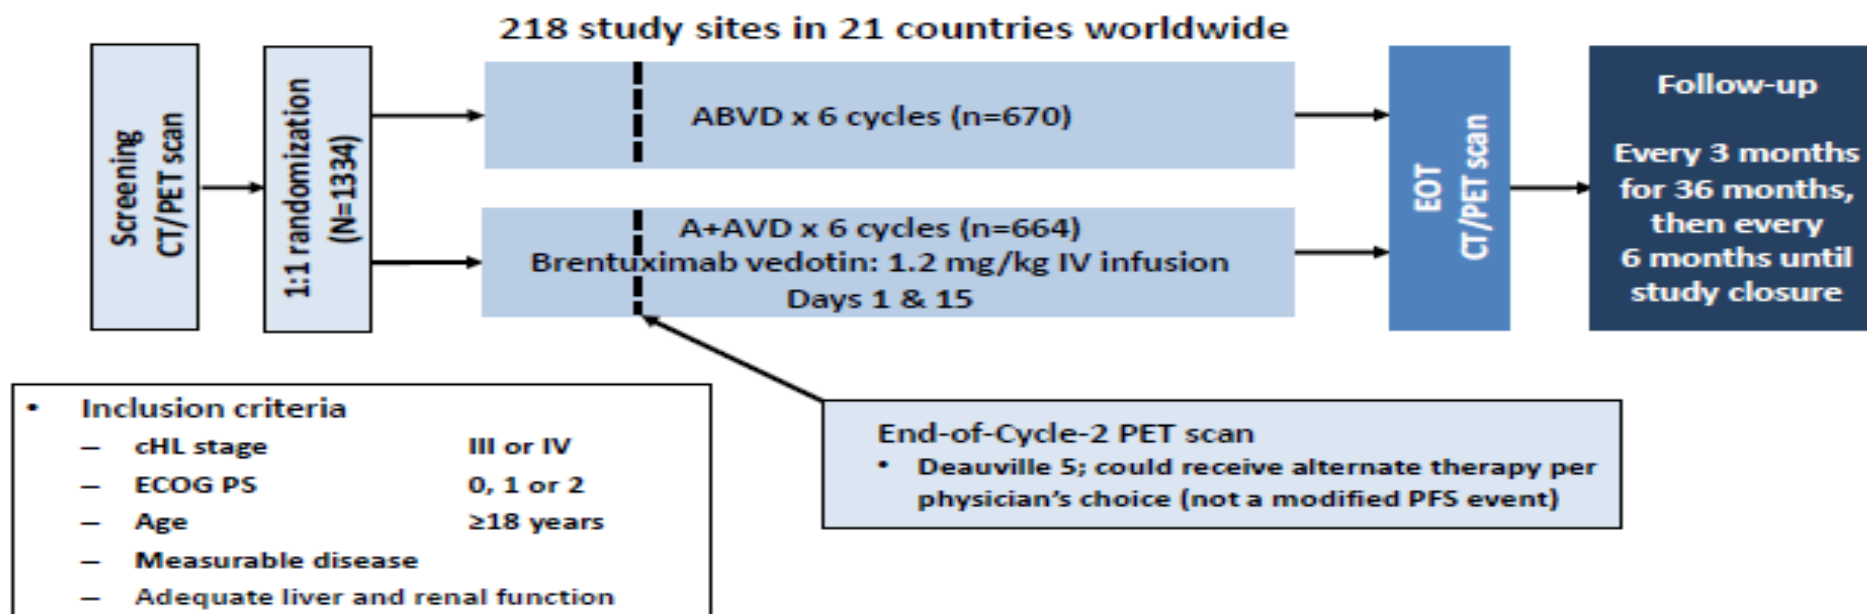 218 study sites in 21 countries worldwide
Screening
CT/PET scan
1:1 randomization
(N=1334)
ABVD x 6 cycles (n=670)
A+AVD x 6 cycles (n=664)
Brentuximab vedotin: 1.2 mg/kg IV infusion
Days 1 & 15
EOT
CT/PET scan
Follow-up
Every 3 months
for 36 months,
then every
6 months until
study closure
• Inclusion criteria
– cHL stage III or IV
– ECOG PS 0, 1 or 2
– Age ≥18 years
– Measurable disease
– Adequate liver and renal function
End-of-Cycle-2 PET scan
• Deauville 5; could receive alternate therapy per
physician's choice (not a modified PFS event)